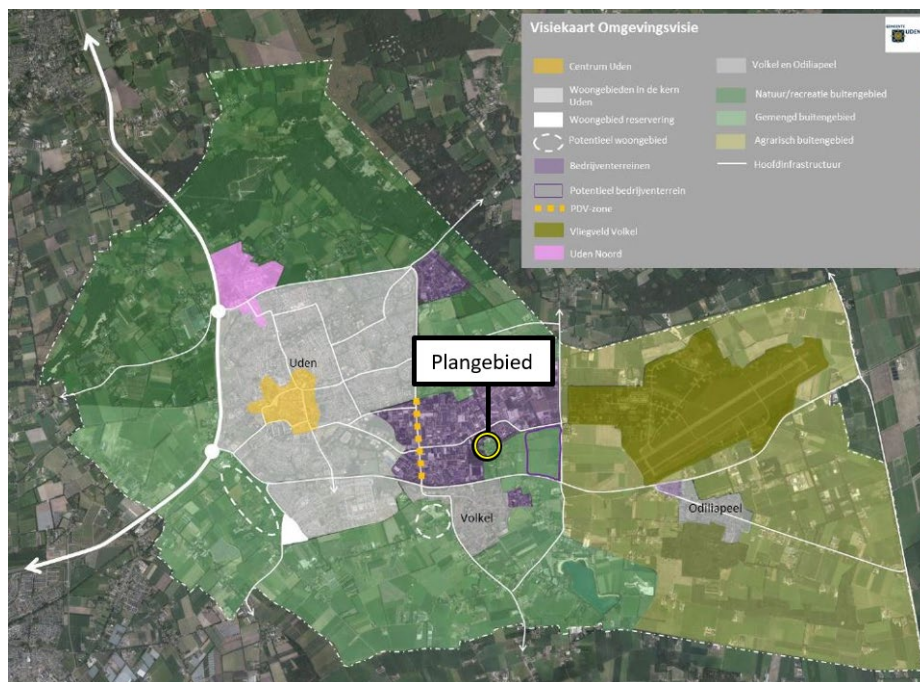 Visiekaart Omgevingsvisie
GEMEENTE
UDEN
Centrum Uden
Woongebieden in de kern
Uden
Woongebied reservering
Potentieel woongebied
Bedrijventerreinen
Potentieel bedrijventerrein
PDV-zone
Vliegveld Volkel
Uden Noord
Volkel en Odiliapeel
Natuur/recreatie buitengebied
Gemengd buitengebied
Agrarisch buitengebied
Hoofdinfrastructuur
Uden
Plangebied
Volkel
Odiliapeel